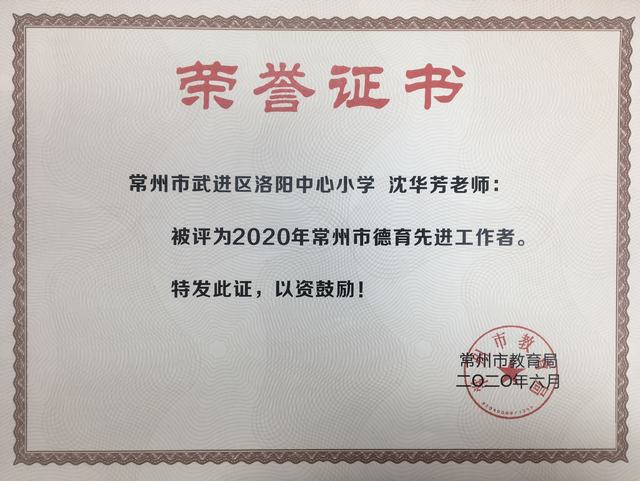 荣誉证书
常州市武进区洛阳中心小学 沈华芳老师：
被评为2020年常州市德育先进工作者。
特发此证，以资鼓励！
常州市教育局
二〇二〇年六月